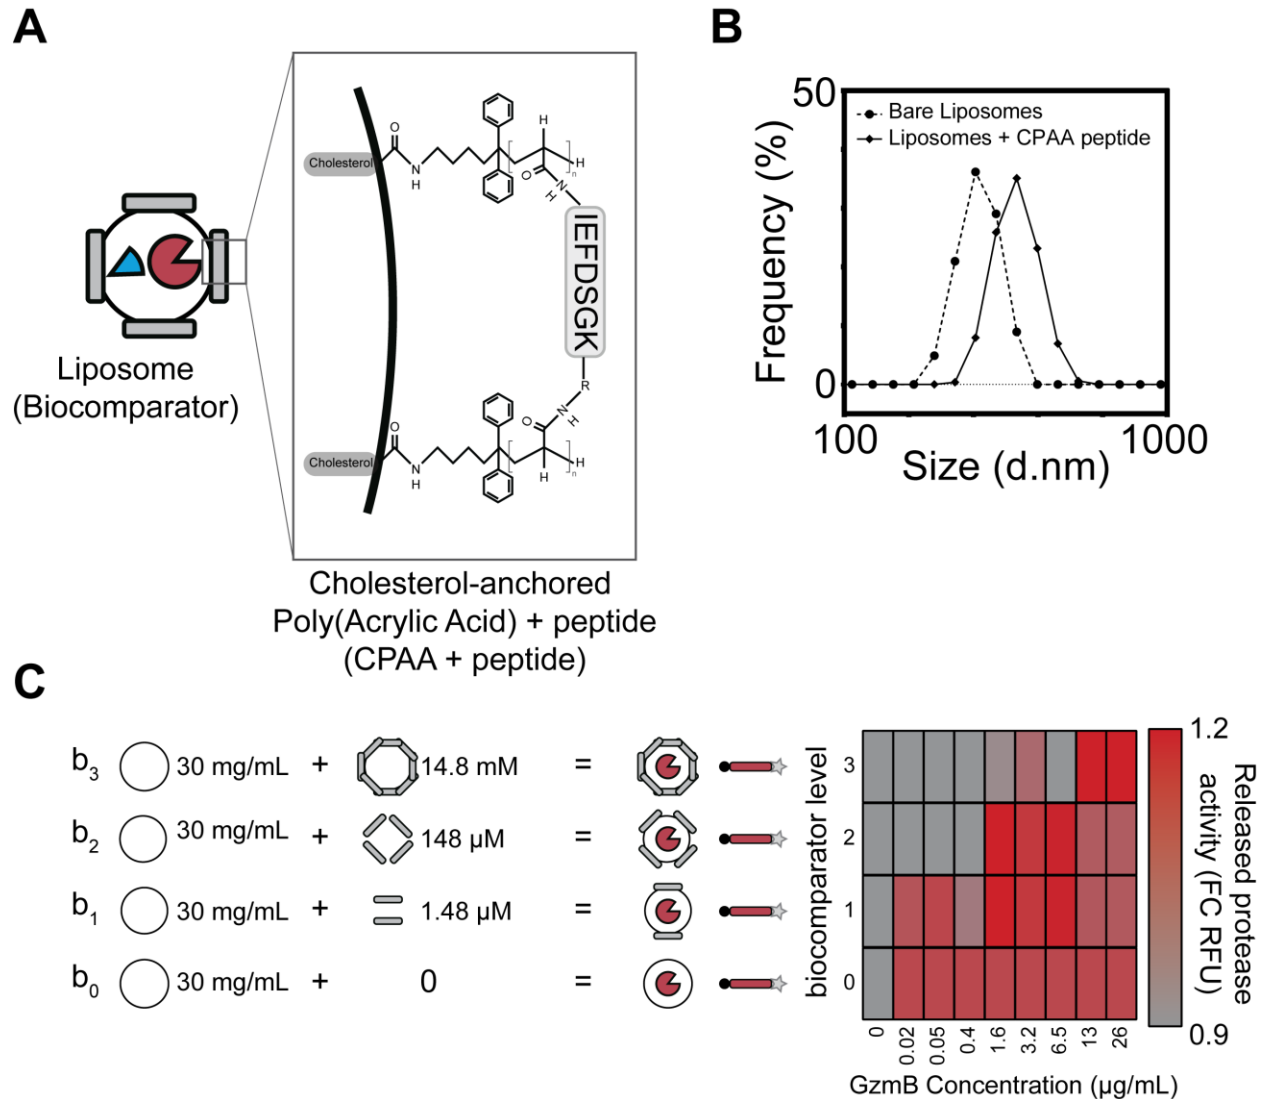 A
Cholesterol
O
N
H
H
[
]
n
H
O
N
H
IEFDSGK
R
N
H
O
Cholesterol
O
N
H
[
]
n
H
H
Liposome
(Biocomparator)
Cholesterol-anchored
Poly(Acrylic Acid) + peptide
(CPAA + peptide)
B
50
0
Frequency (%)
Bare Liposomes
Liposomes + CPAA peptide
100
1000
Size (d.nm)
C
b3 30 mg/mL + 14.8 mM =
b2 30 mg/mL + 148 µM =
b1 30 mg/mL + 1.48 µM =
b0 30 mg/mL + 0 =
biocomparator level
3
2
1
0
0 0.02 0.05 0.4 1.6 3.2 6.5 13 26
GzmB Concentration (µg/mL)
1.2
0.9
Released protease
activity (FC RFU)